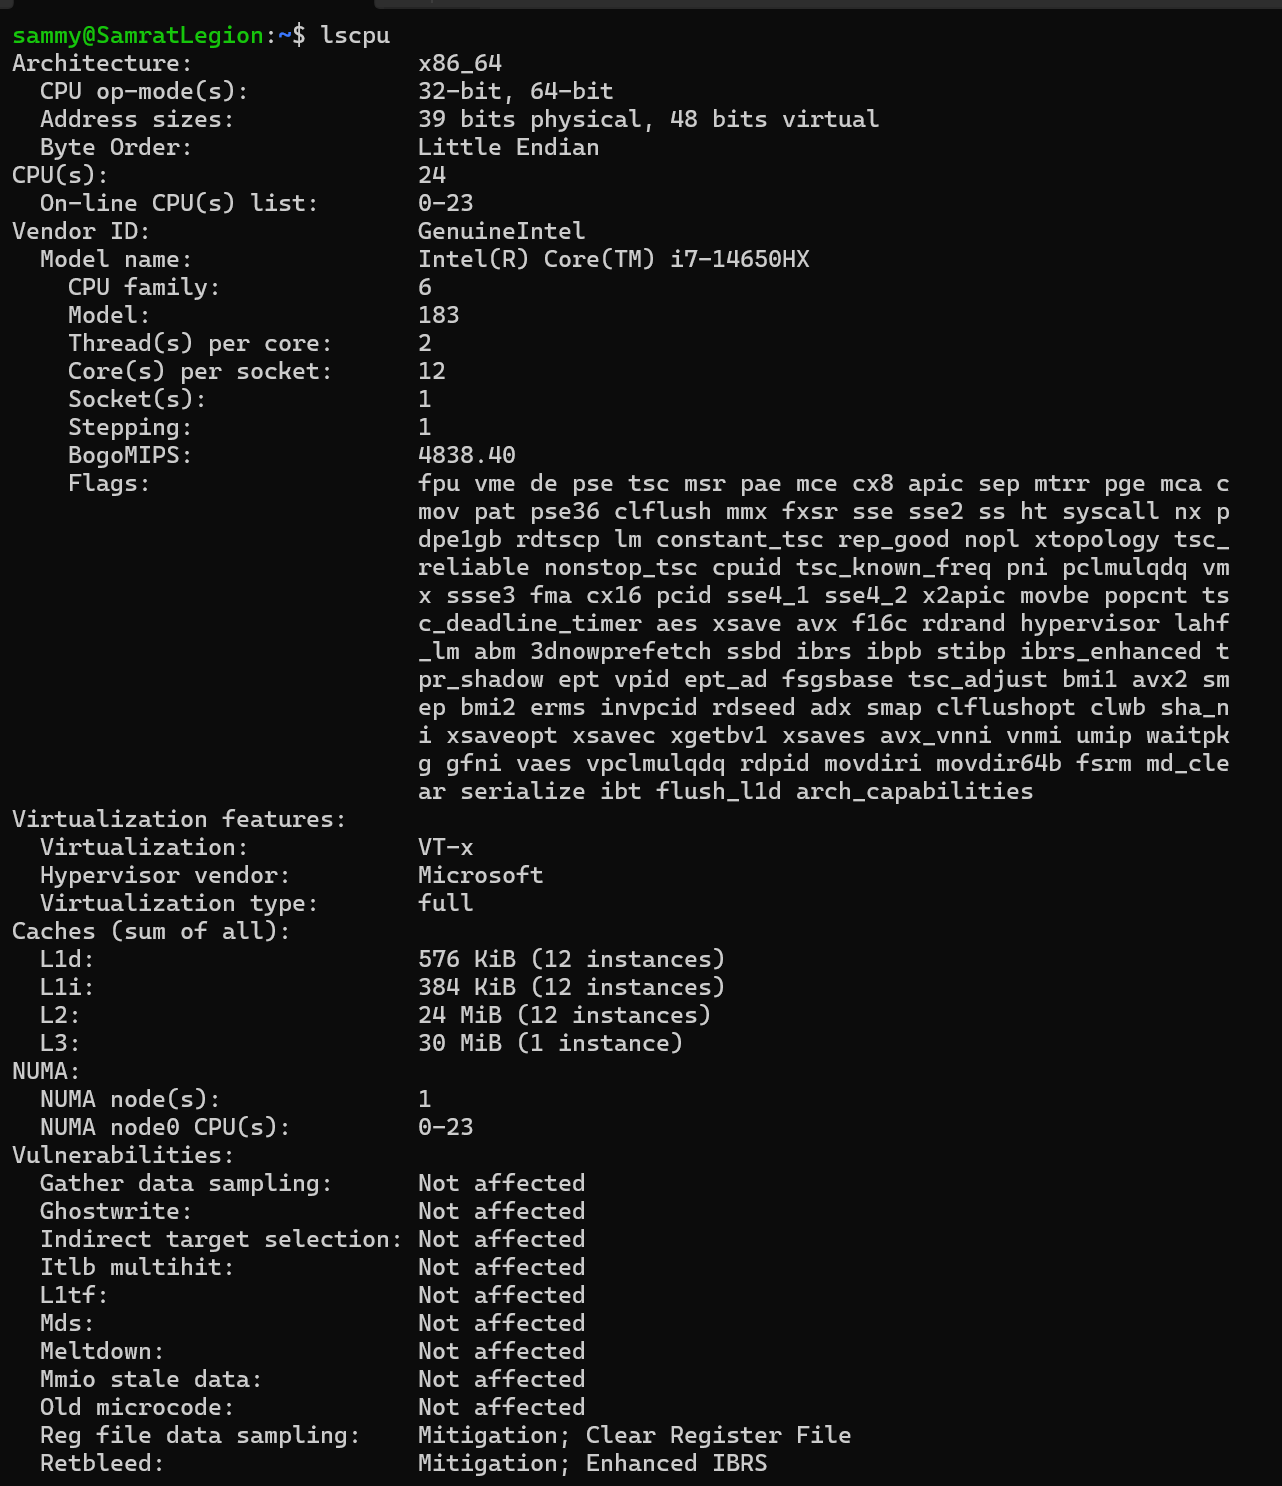 sammy@SamratLegion:~$ lscpu
Architecture: x86_64
CPU op-mode(s): 32-bit, 64-bit
Address sizes: 39 bits physical, 48 bits virtual
Byte Order: Little Endian
CPU(s): 24
On-line CPU(s) list: 0-23
Vendor ID: GenuineIntel
Model name: Intel(R) Core(TM) i7-14650HX
CPU family: 6
Model: 183
Thread(s) per core: 2
Core(s) per socket: 12
Socket(s): 1
Stepping: 1
BogoMIPS: 4838.40
Flags: fpu vme de pse tsc msr pae mce cx8 apic sep mtrr pge mca c
mov pat pse36 clflush mmx fxsr sse sse2 ss ht syscall nx p
dpe1gb rdtscp lm constant_tsc rep_good nopl xtopology tsc_
reliable nonstop_tsc cpuid tsc_known_freq pni pclmulqdq vm
x ssse3 fma cx16 pcid sse4_1 sse4_2 x2apic movbe popcnt ts
c_deadline_timer aes xsave avx f16c rdrand hypervisor lahf
_lm abm 3dnowprefetch ssbd ibrs ibpb stibp ibrs_enhanced t
pr_shadow ept vpid ept_ad fsgsbase tsc_adjust bmi1 avx2 sm
ep bmi2 erms invpcid rdseed adx smap clflushopt clwb sha_n
i xsaveopt xsavec xgetbv1 xsaves avx_vnni vnmi umip waitpk
g gfni vaes vpclmulqdq rdpid movdiri movdir64b fsrm md_cle
ar serialize ibt flush_l1d arch_capabilities
Virtualization features:
Virtualization: VT-x
Hypervisor vendor: Microsoft
Virtualization type: full
Caches (sum of all):
L1d: 576 KiB (12 instances)
L1i: 384 KiB (12 instances)
L2: 24 MiB (12 instances)
L3: 30 MiB (1 instance)
NUMA:
NUMA node(s): 1
NUMA node0 CPU(s): 0-23
Vulnerabilities:
Gather data sampling: Not affected
Ghostwrite: Not affected
Indirect target selection: Not affected
Itlb multihit: Not affected
L1tf: Not affected
Mds: Not affected
Meltdown: Not affected
Mmio stale data: Not affected
Old microcode: Not affected
Reg file data sampling: Mitigation; Clear Register File
Retbleed: Mitigation; Enhanced IBRS